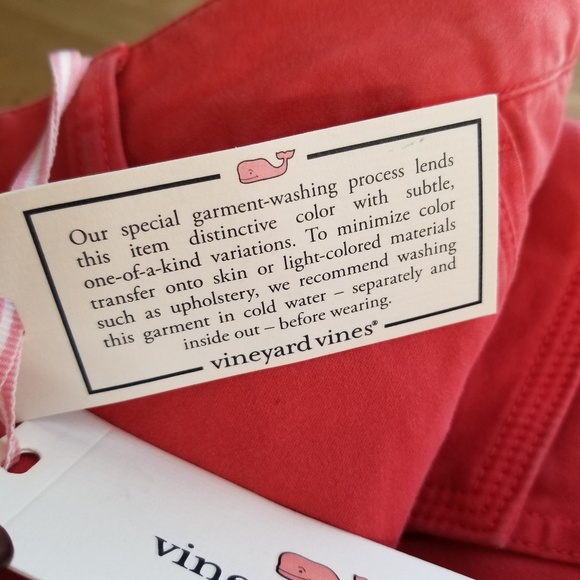 Our special garment-washing process lends
this item distinctive color with subtle,
one-of-a-kind variations. To minimize color
transfer onto skin or light-colored materials
such as upholstery, we recommend washing
this garment in cold water – separately and
inside out – before wearing.
vineyard vines®
vine